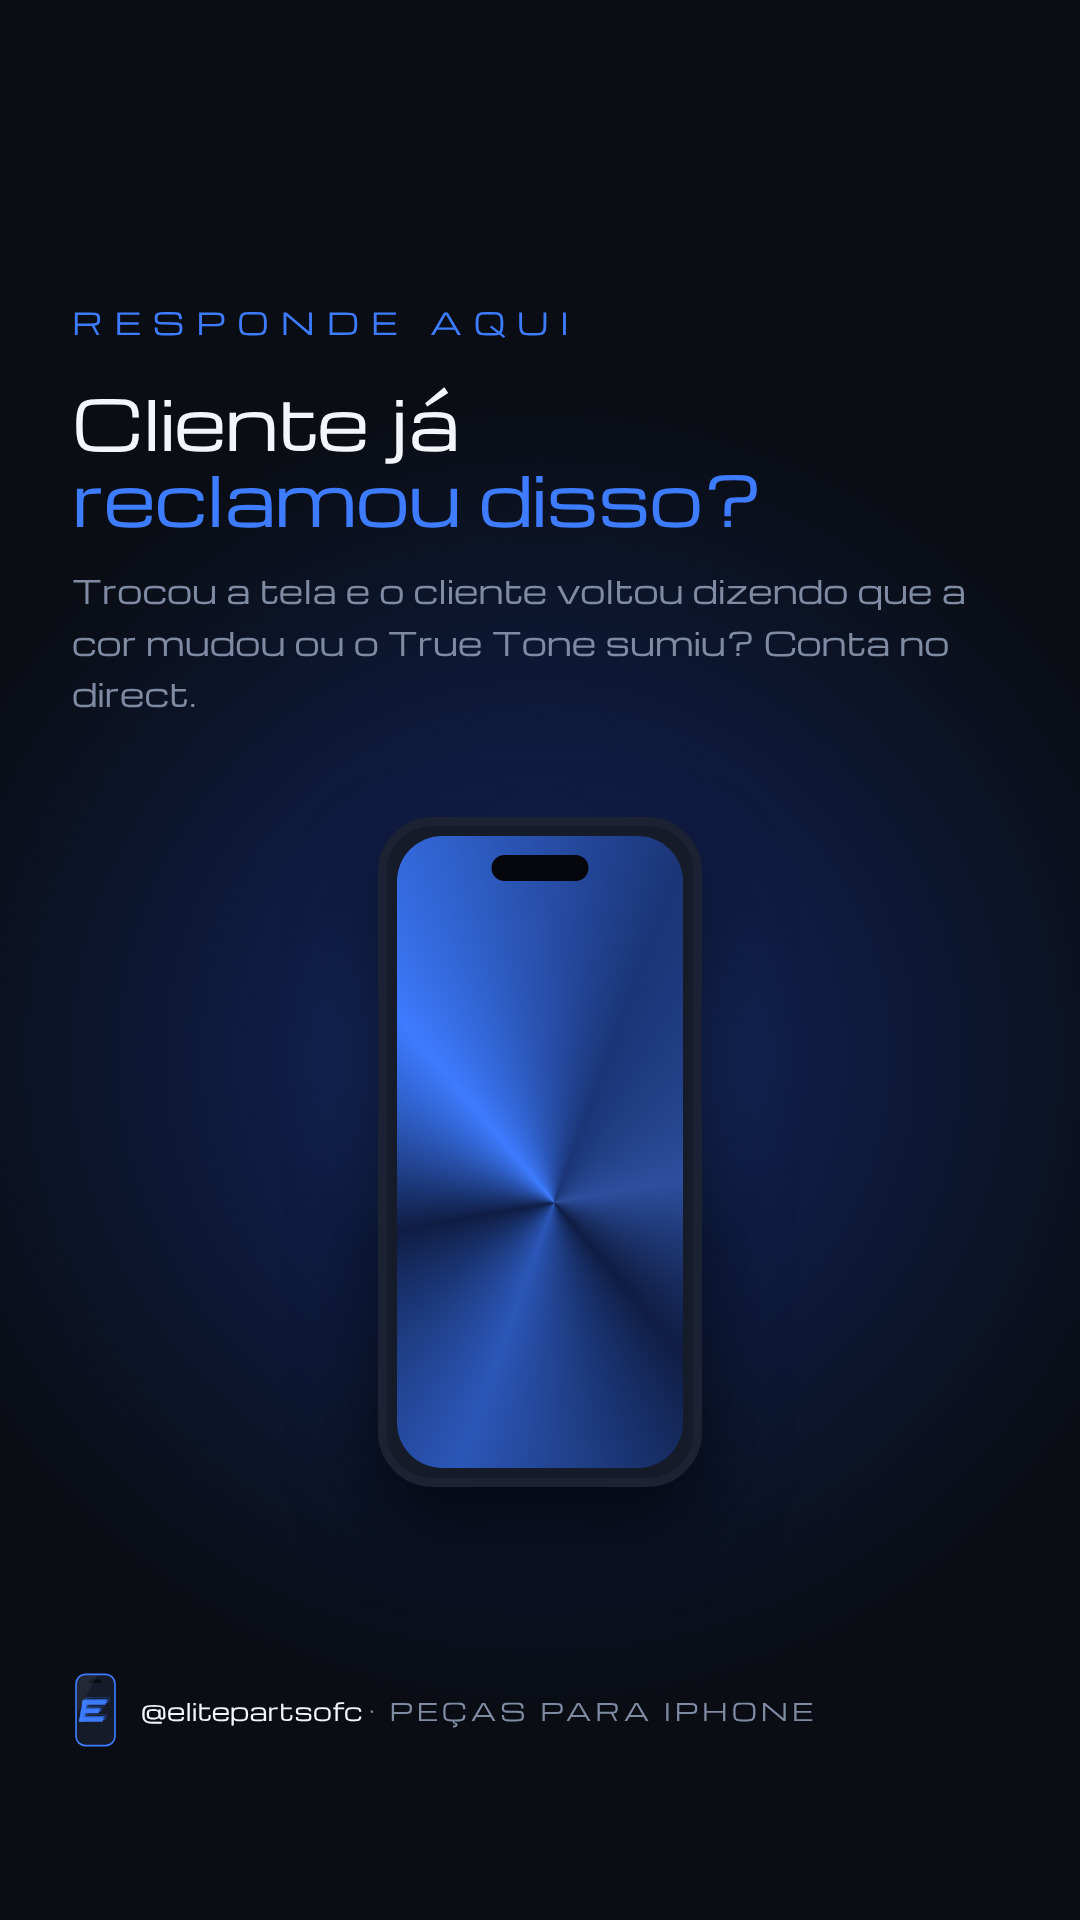 RESPONDE AQUI
Cliente já
reclamou disso?
Trocou a tela e o cliente voltou dizendo que a
cor mudou ou o True Tone sumiu? Conta no
direct.
E @elitepartsofc · PEÇAS PARA IPHONE